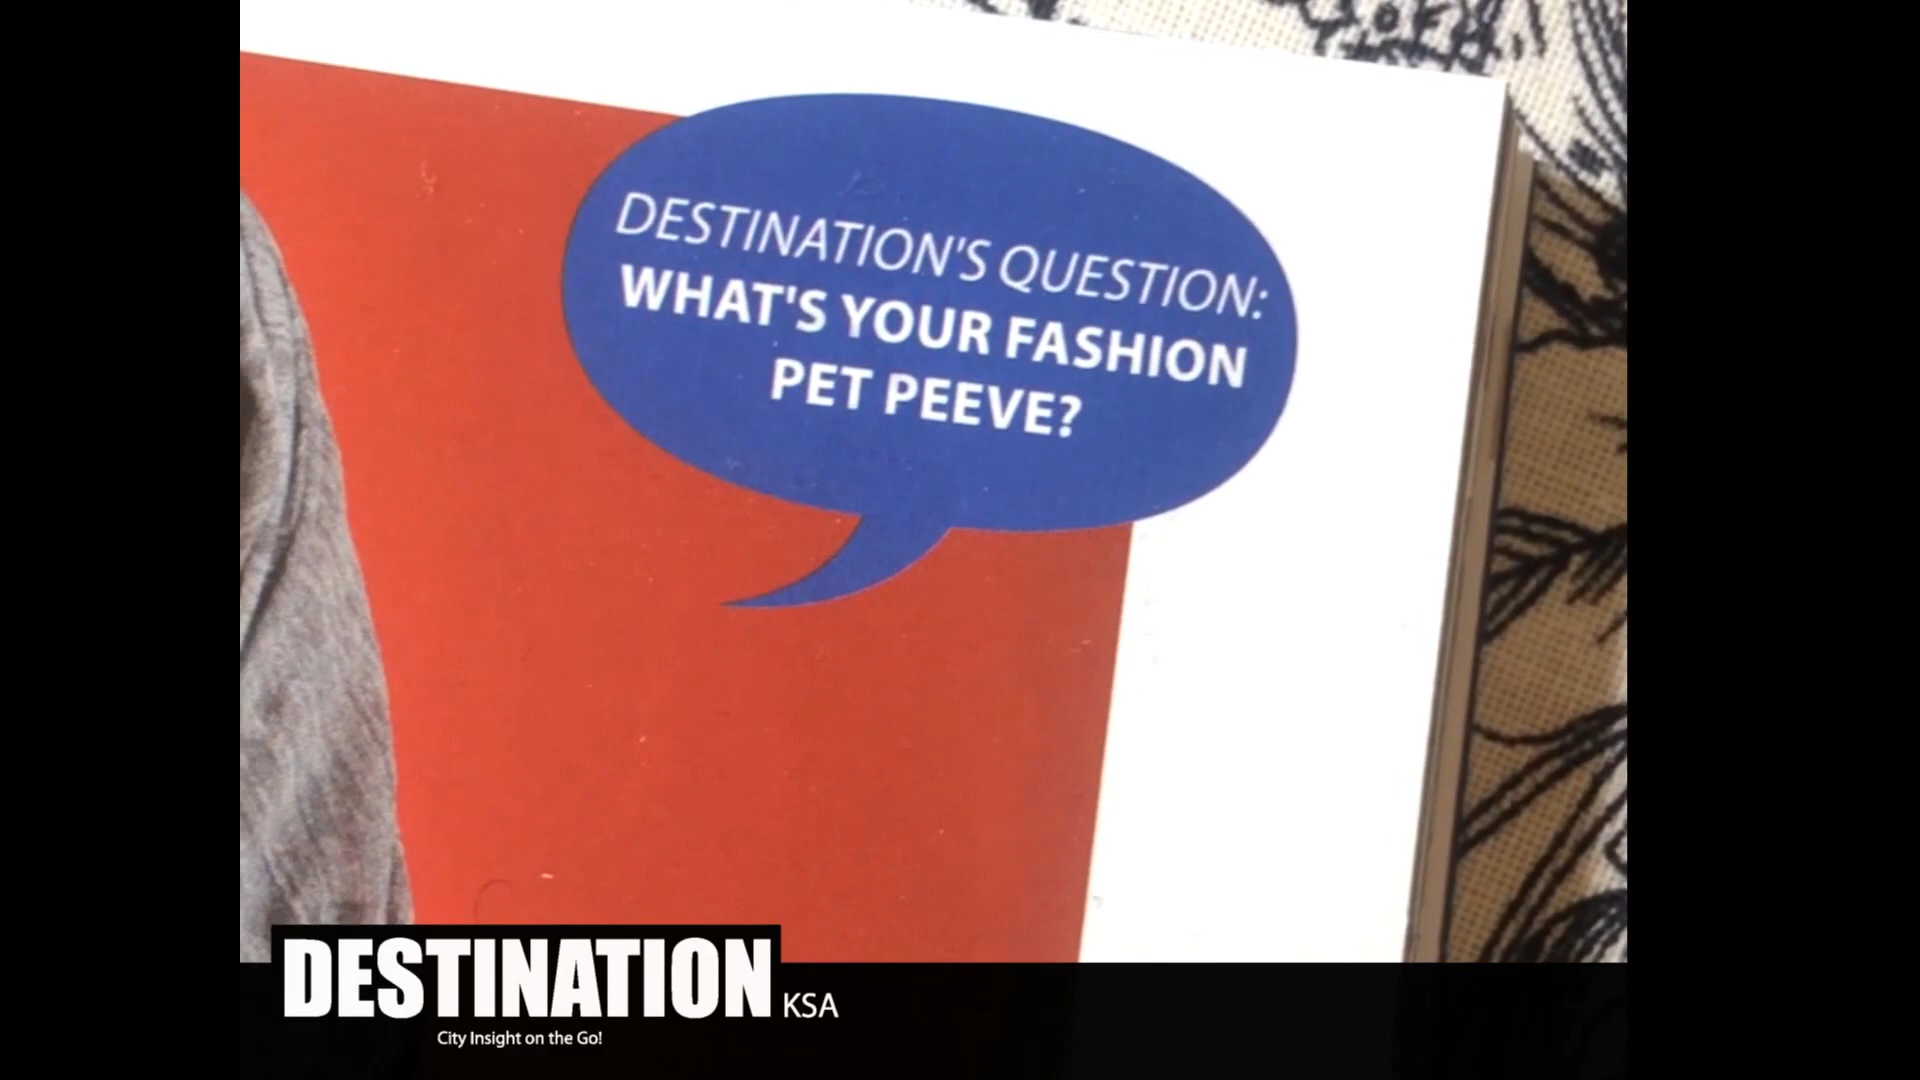 DESTINATION'S QUESTION:
WHAT'S YOUR FASHION
PET PEEVE?
DESTINATION KSA
City Insight on the Go!